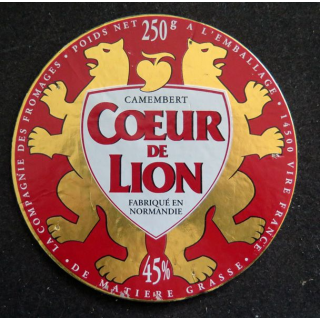 POIDS NET 250g A L'EMBALLAGE • 14500 VIRE FRANCE •
LA COMPAGNIE DES FROMAGES •
CAMEMBERT
COEUR
DE
LION
FABRIQUÉ EN
NORMANDIE
45%
• DE MATIERE GRASSE •